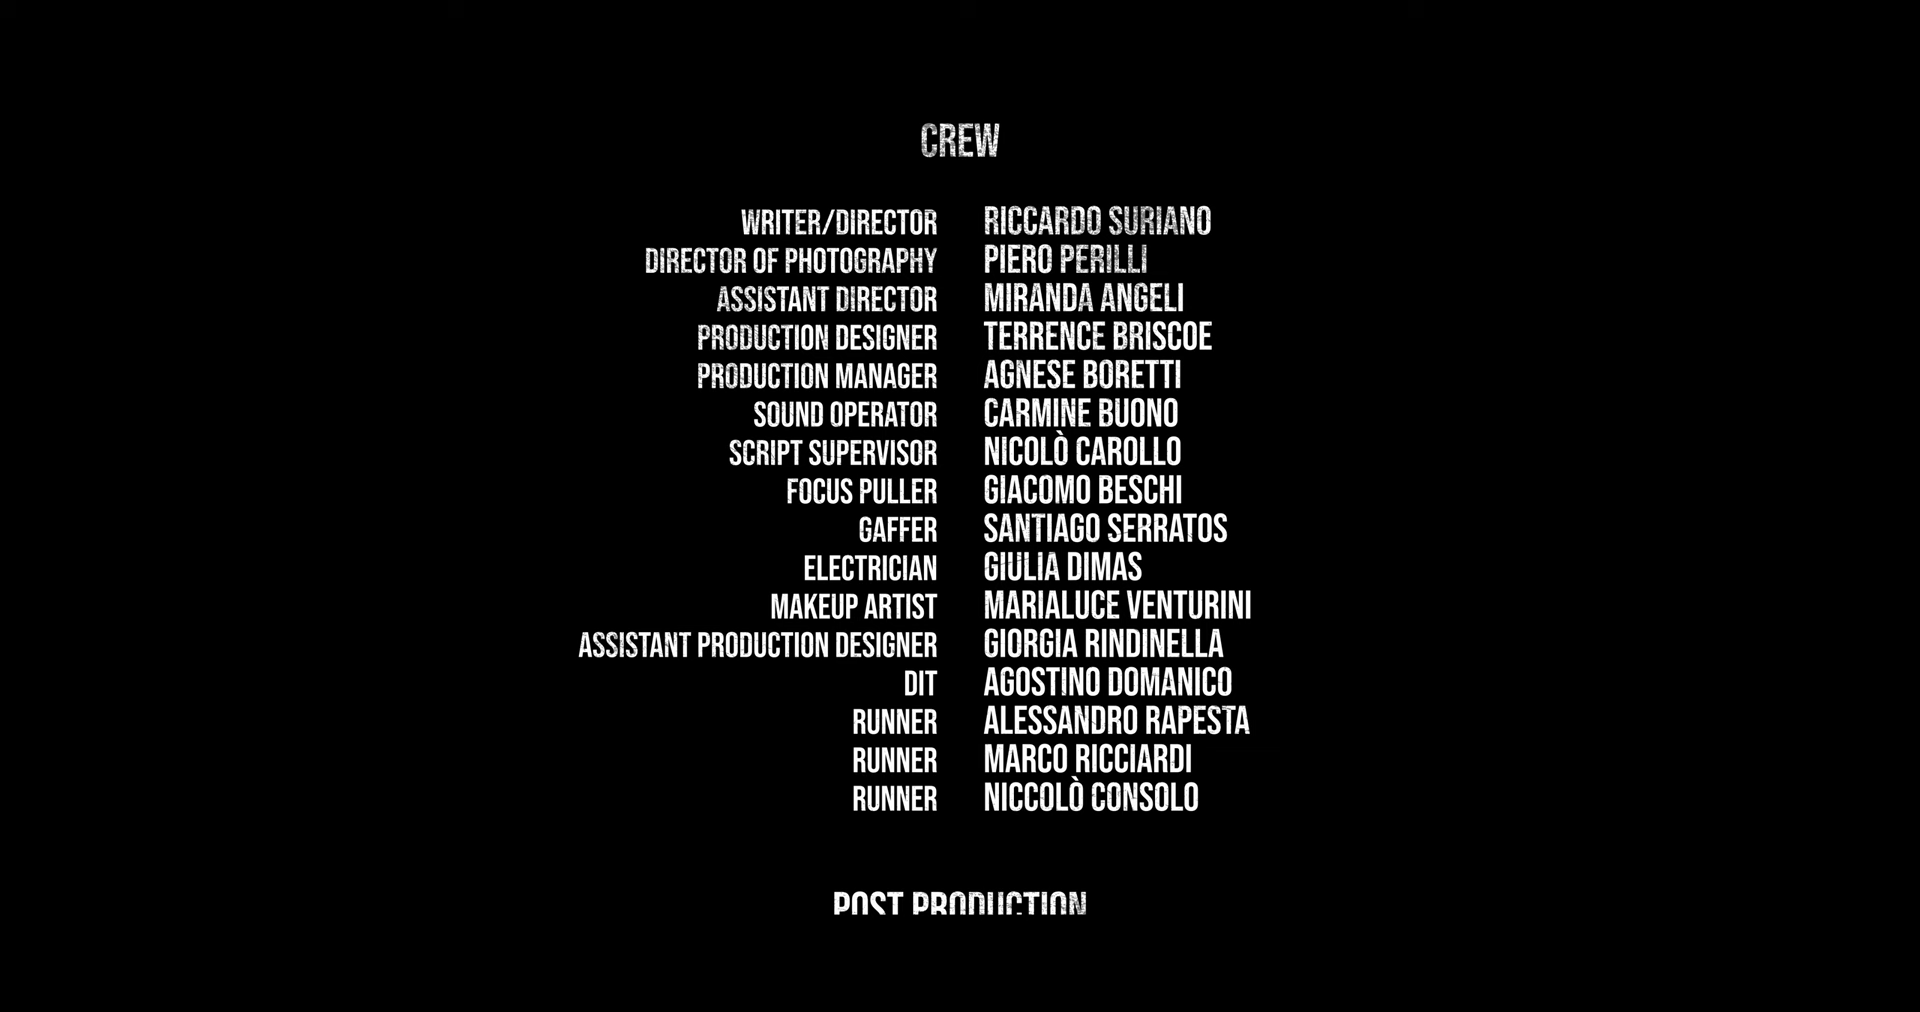 CREW
WRITER/DIRECTOR RICCARDO SURIANO
DIRECTOR OF PHOTOGRAPHY PIERO PERILLI
ASSISTANT DIRECTOR MIRANDA ANGELI
PRODUCTION DESIGNER TERRENCE BRISCOE
PRODUCTION MANAGER AGNESE BORETTI
SOUND OPERATOR CARMINE BUONO
SCRIPT SUPERVISOR NICOLÒ CAROLLO
FOCUS PULLER GIACOMO BESCHI
GAFFER SANTIAGO SERRATOS
ELECTRICIAN GIULIA DIMAS
MAKEUP ARTIST MARIALUCE VENTURINI
ASSISTANT PRODUCTION DESIGNER GIORGIA RINDINELLA
DIT AGOSTINO DOMANICO
RUNNER ALESSANDRO RAPESTA
RUNNER MARCO RICCIARDI
RUNNER NICCOLÒ CONSOLO
POST PRODUCTION